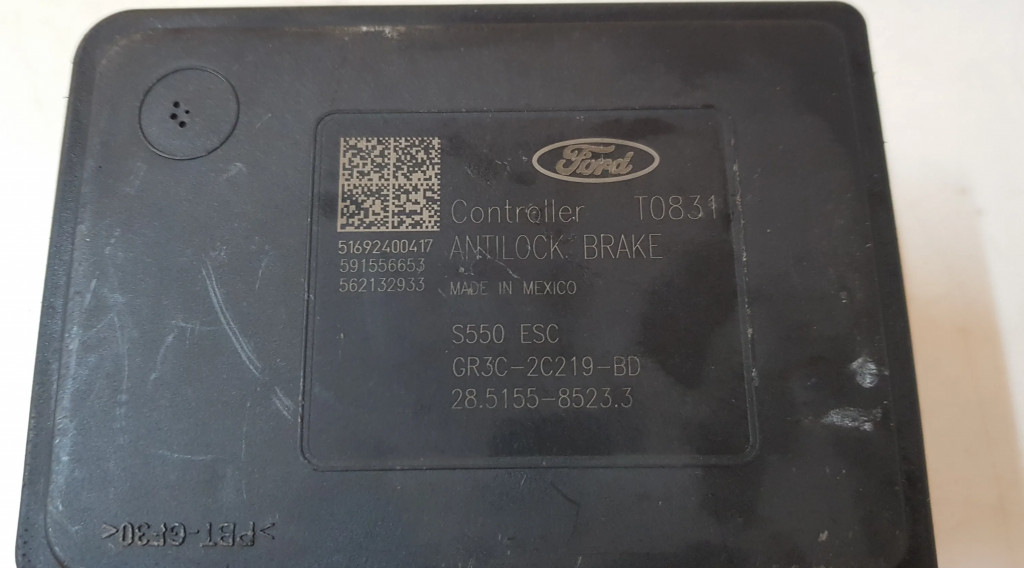 Ford
Controller T0831
ANTILOCK BRAKE
MADE IN MEXICO
51692400417
591556653
562132933
S550 ESC
GR3C-2C219-BD
28.5155-8523.3
>PBT-GF30<